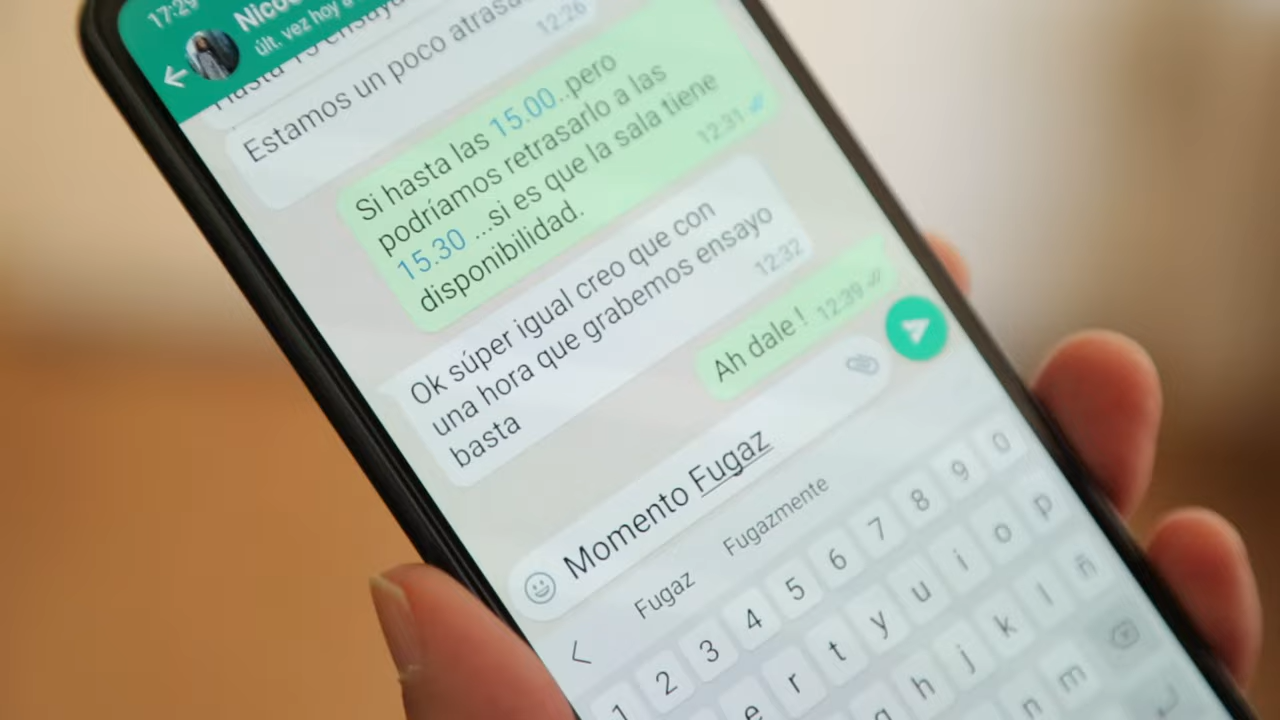 17:29
últ. vez hoy a
Estamos un poco
12:26
Si hasta las 15.00..pero
podríamos retrasarlo a las
15.30 ...si es que la sala tiene
disponibilidad.
12:31
Ok súper igual creo que con
una hora que grabemos ensayo
basta
12:32
Ah dale ! 12:39
Momento Fugaz
Fugaz Fugazmente
1 2 3 4 5 6 7 8 9 0
e r t y u i o p
h j k l ñ
n m